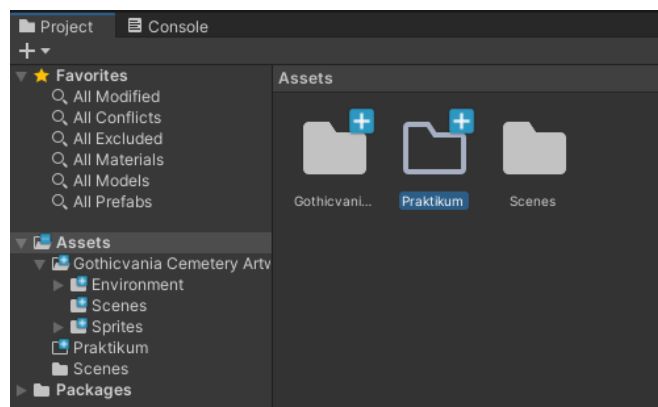 Project
Console
Favorites
All Modified
All Conflicts
All Excluded
All Materials
All Models
All Prefabs
Assets
Gothicvania Cemetery Artw
Environment
Scenes
Sprites
Praktikum
Scenes
Packages
Assets
Gothicvani...
Praktikum
Scenes